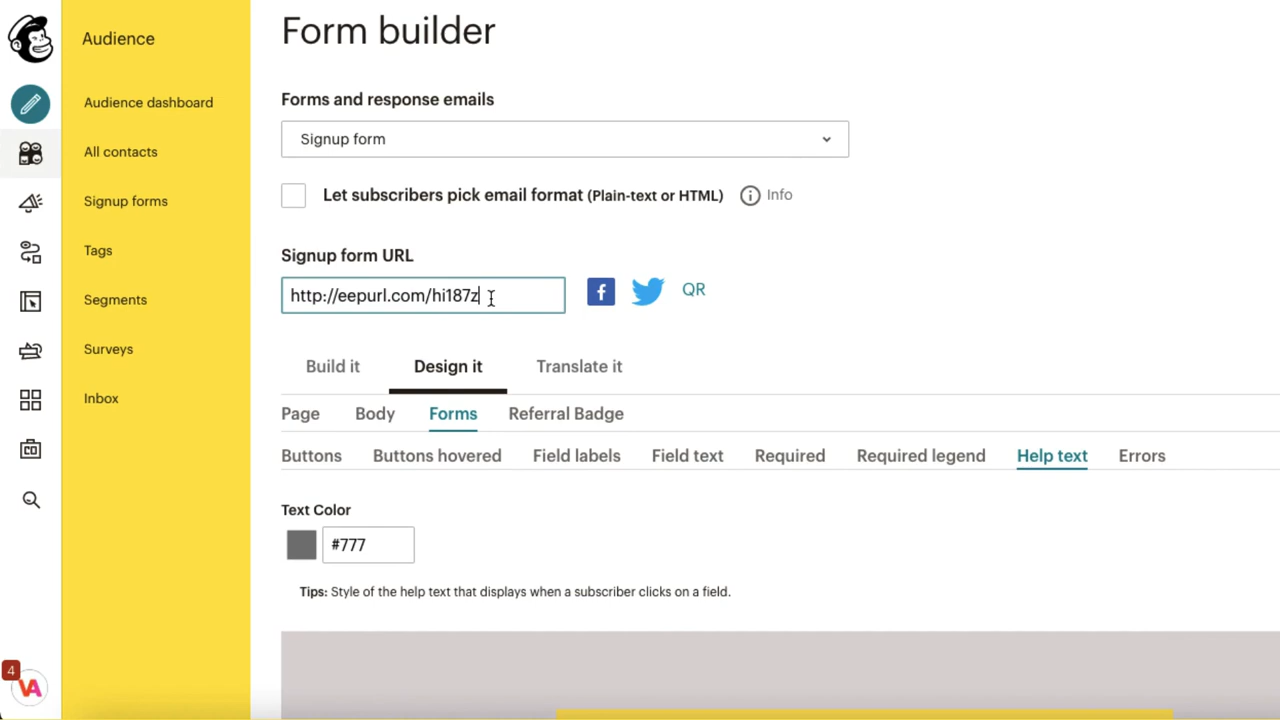 Form builder
Audience
Audience dashboard
All contacts
Signup forms
Tags
Segments
Surveys
Inbox
Forms and response emails
Signup form
Let subscribers pick email format (Plain-text or HTML) Info
Signup form URL
http://eepurl.com/hi187z QR
Build it Design it Translate it
Page Body Forms Referral Badge
Buttons Buttons hovered Field labels Field text Required Required legend Help text Errors
Text Color
#777
Tips: Style of the help text that displays when a subscriber clicks on a field.
4
VA